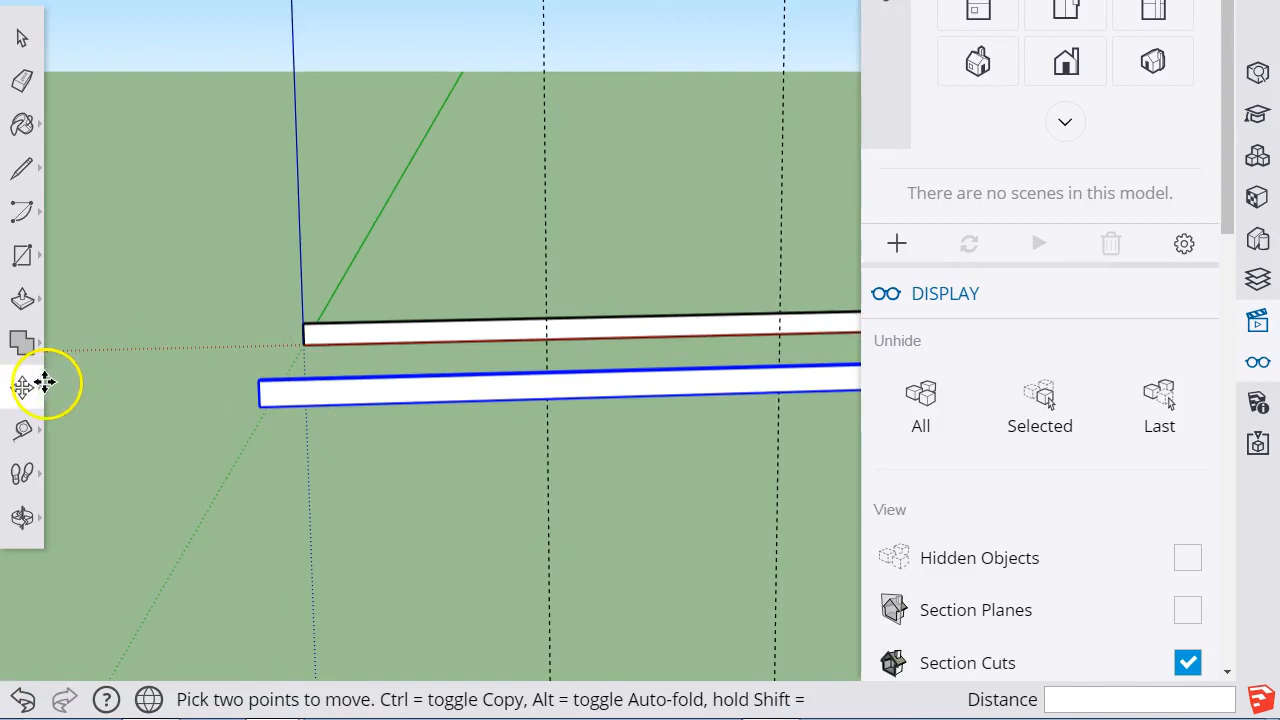 There are no scenes in this model.
DISPLAY
Unhide
All Selected Last
View
Hidden Objects
Section Planes
Section Cuts
Pick two points to move. Ctrl = toggle Copy, Alt = toggle Auto-fold, hold Shift = Distance